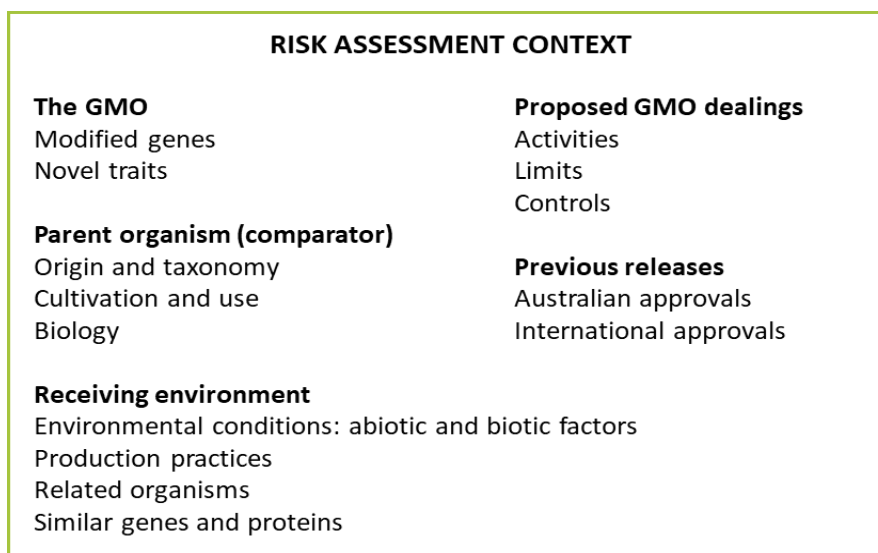 RISK ASSESSMENT CONTEXT
The GMO
Modified genes
Novel traits
Parent organism (comparator)
Origin and taxonomy
Cultivation and use
Biology
Proposed GMO dealings
Activities
Limits
Controls
Previous releases
Australian approvals
International approvals
Receiving environment
Environmental conditions: abiotic and biotic factors
Production practices
Related organisms
Similar genes and proteins